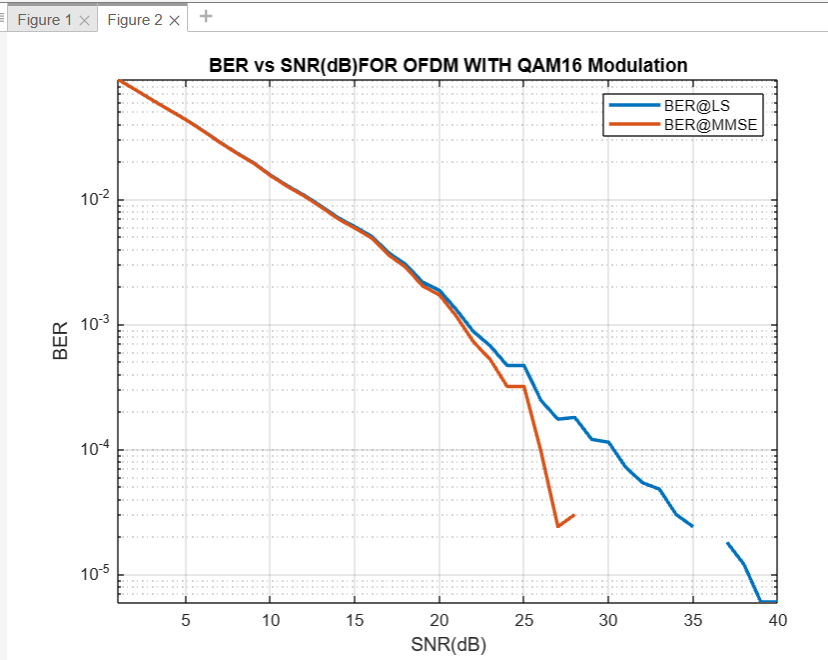 Figure 1 × Figure 2 × +
BER vs SNR(dB)FOR OFDM WITH QAM16 Modulation
BER@LS
BER@MMSE
10-2
10-3
10-4
10-5
BER
5 10 15 20 25 30 35 40
SNR(dB)